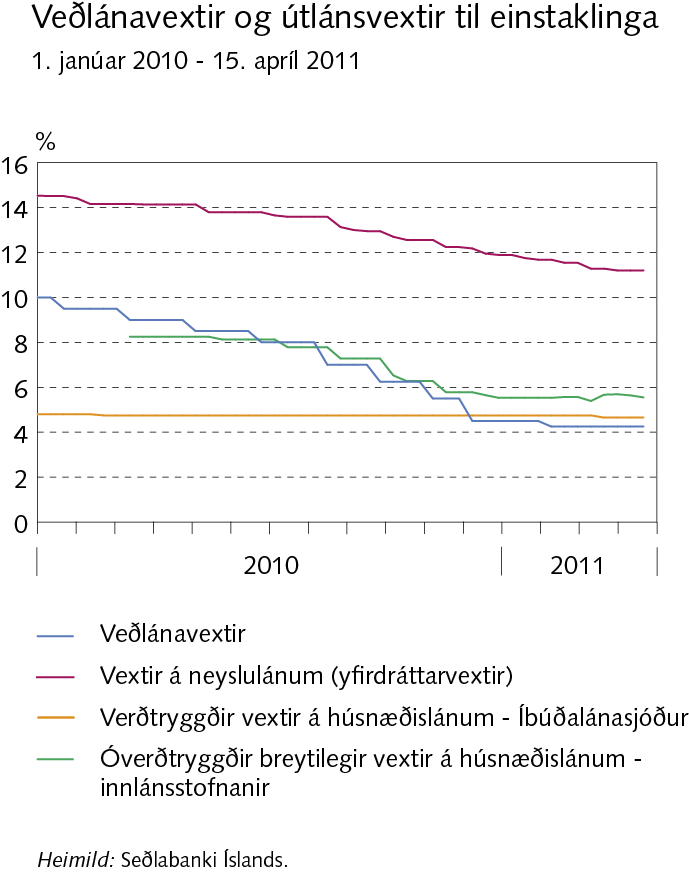 Veðlánavextir og útlánsvextir til einstaklinga
1. janúar 2010 - 15. apríl 2011
%
16
14
12
10
8
6
4
2
0
2010 2011
Veðlánavextir
Vextir á neyslulánum (yfirdráttarvextir)
Verðtryggðir vextir á húsnæðislánum - Íbúðalánasjóður
Óverðtryggðir breytilegir vextir á húsnæðislánum -
innlánsstofnanir
Heimild: Seðlabanki Íslands.